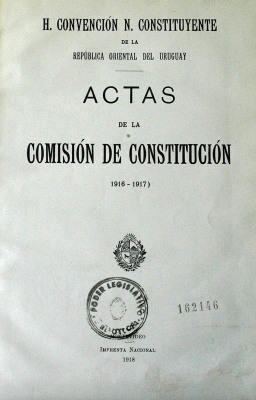 H. CONVENCIÓN N. CONSTITUYENTE
DE LA
REPÚBLICA ORIENTAL DEL URUGUAY
ACTAS
DE LA
COMISIÓN DE CONSTITUCIÓN
1916-1917)
PODER LEGISLATIVO
162146
IMPRENTA NACIONAL
1918